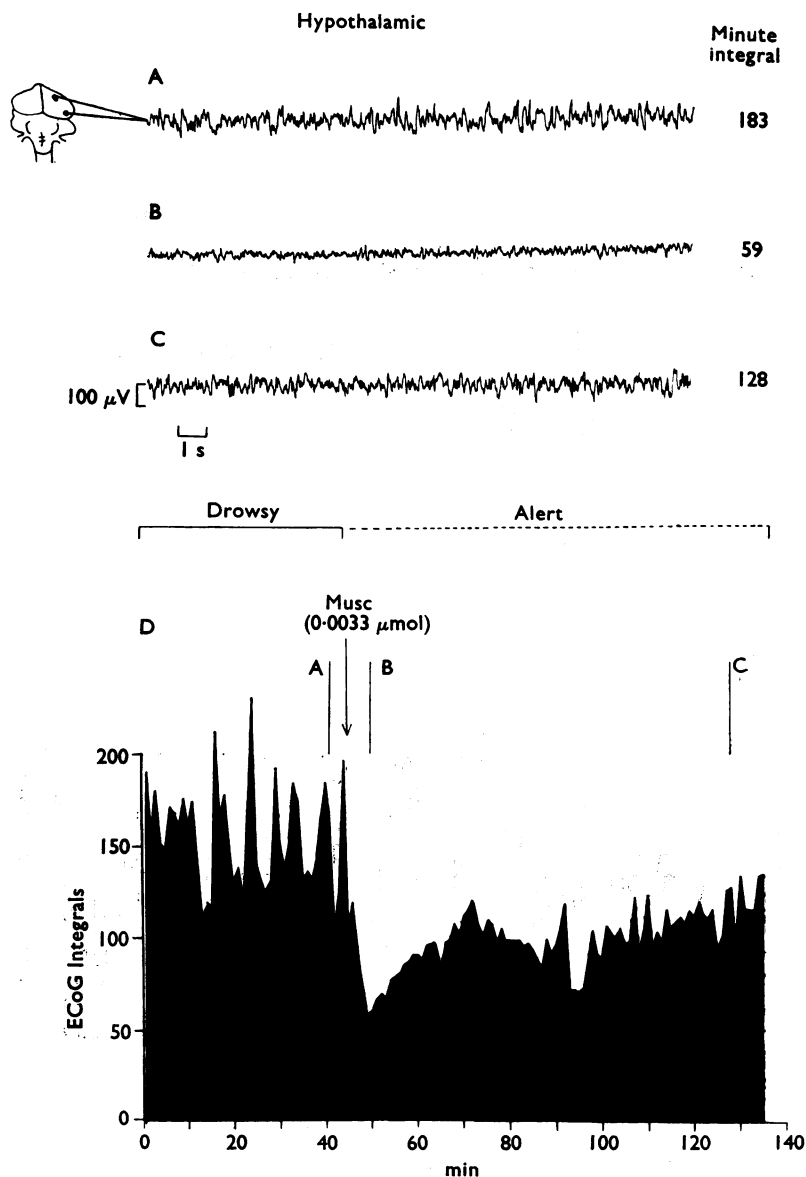 Hypothalamic
Minute
integral
A
183
B
59
C
128
100 μV
1 s
Drowsy
Alert
D
Musc
(0·0033 μmol)
A
B
C
200
150
100
50
0
ECoG Integrals
0
20
40
60
80
100
120
140
min